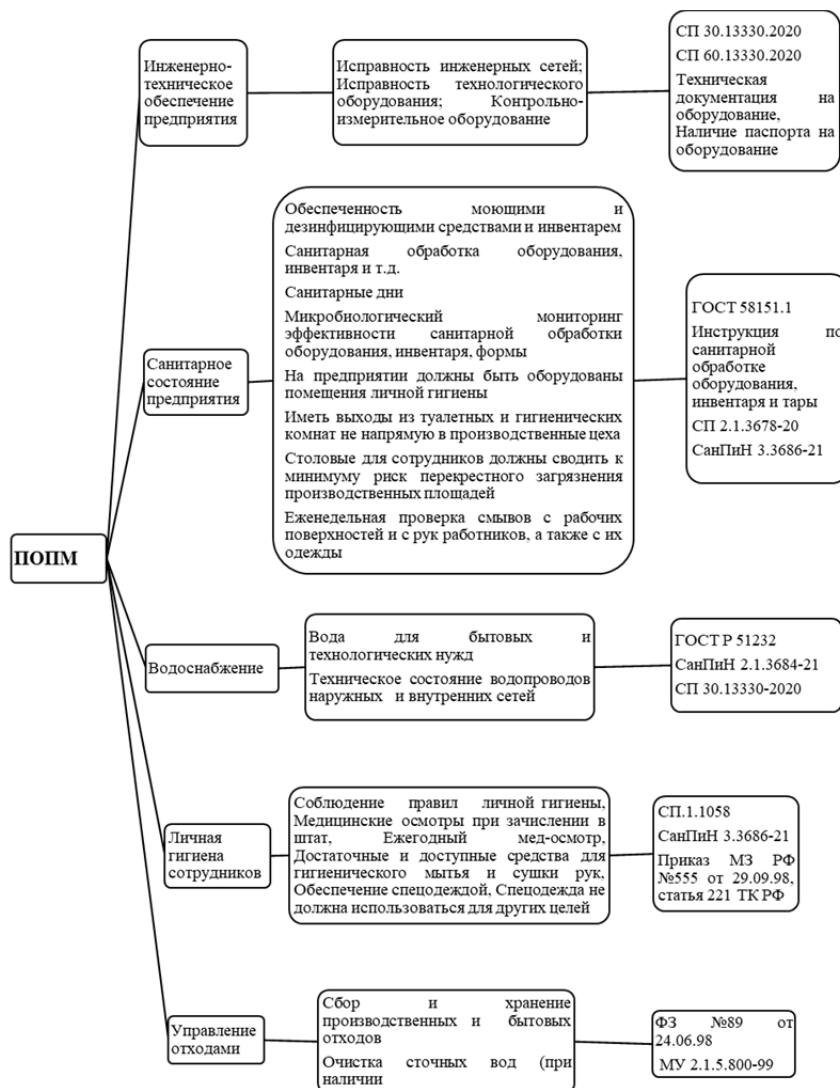 ПОПМ
Инженерно-
техническое
обеспечение
предприятия
Исправность инженерных сетей;
Исправность технологического
оборудования; Контрольно-
измерительное оборудование
СП 30.13330.2020
СП 60.13330.2020
Техническая
документация на
оборудование,
Наличие паспорта на
оборудование
Санитарное
состояние
предприятия
Обеспеченность моющими и
дезинфицирующими средствами и инвентарем
Санитарная обработка оборудования,
инвентаря и т.д.
Санитарные дни
Микробиологический мониторинг
эффективности санитарной обработки
оборудования, инвентаря, формы
На предприятии должны быть оборудованы
помещения личной гигиены
Иметь выходы из туалетных и гигиенических
комнат не напрямую в производственные цеха
Столовые для сотрудников должны сводить к
минимуму риск перекрестного загрязнения
производственных площадей
Еженедельная проверка смывов с рабочих
поверхностей и с рук работников, а также с их
одежды
ГОСТ 58151.1
Инструкция по
санитарной
обработке
оборудования,
инвентаря и тары
СП 2.1.3678-20
СанПиН 3.3686-21
Водоснабжение
Вода для бытовых и
технологических нужд
Техническое состояние водопроводов
наружных и внутренних сетей
ГОСТ Р 51232
СанПиН 2.1.3684-21
СП 30.13330-2020
Личная
гигиена
сотрудников
Соблюдение правил личной гигиены,
Медицинские осмотры при зачислении в
штат, Ежегодный мед-осмотр,
Достаточные и доступные средства для
гигиенического мытья и сушки рук,
Обеспечение спецодеждой, Спецодежда не
должна использоваться для других целей
СП.1.1058
СанПиН 3.3686-21
Приказ МЗ РФ
№555 от 29.09.98,
статья 221 ТК РФ
Управление
отходами
Сбор и хранение
производственных и бытовых
отходов
Очистка сточных вод (при
наличии
ФЗ №89 от
24.06.98
МУ 2.1.5.800-99